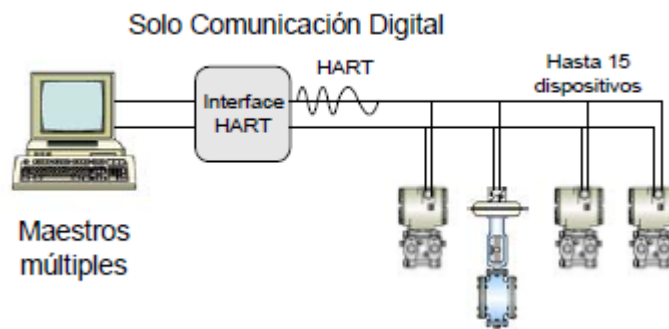 Solo Comunicación Digital
HART
Hasta 15
dispositivos
Interface
HART
Maestros
múltiples